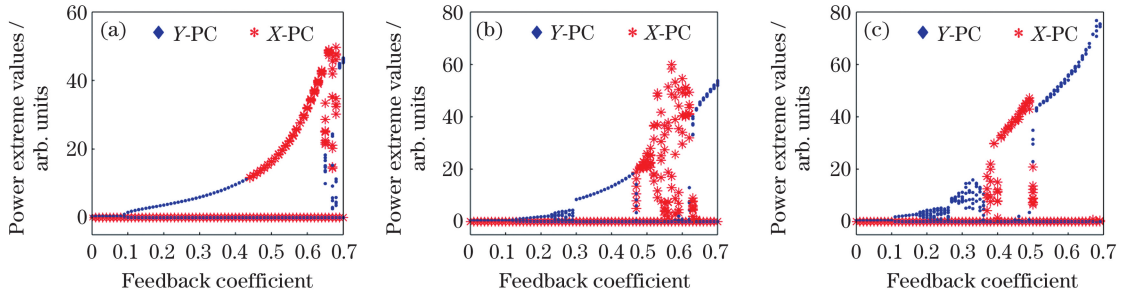 Power extreme values /
arb. units
60
40
20
0
(a) Y-PC X-PC
0 0.1 0.2 0.3 0.4 0.5 0.6 0.7
Feedback coefficient
Power extreme values /
arb. units
80
60
40
20
0
(b) Y-PC X-PC
0 0.1 0.2 0.3 0.4 0.5 0.6 0.7
Feedback coefficient
Power extreme values /
arb. units
80
60
40
20
0
(c) Y-PC X-PC
0 0.1 0.2 0.3 0.4 0.5 0.6 0.7
Feedback coefficient